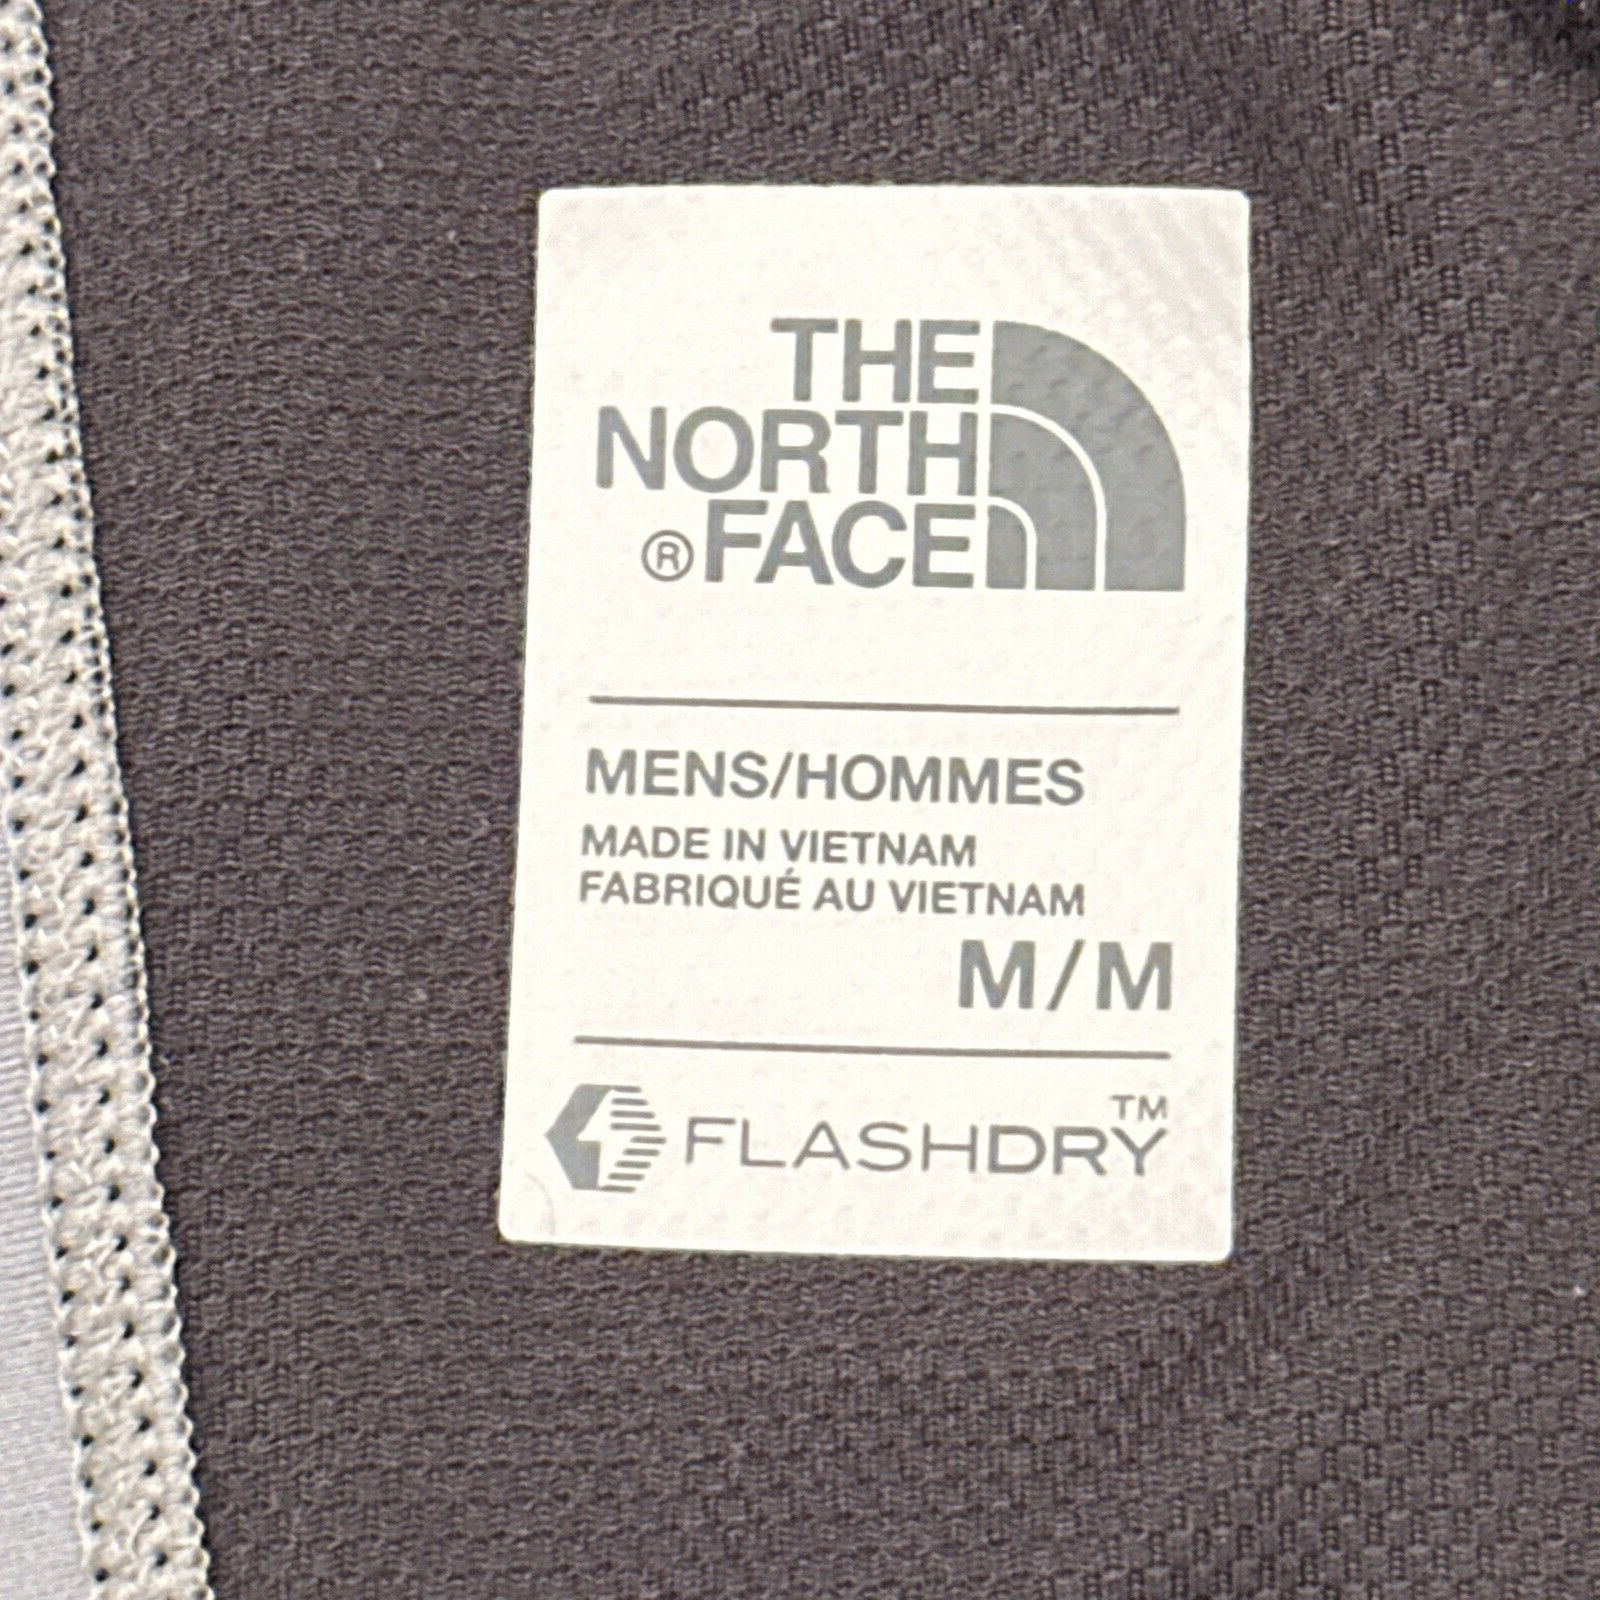 THE
NORTH
®FACE
MENS/HOMMES
MADE IN VIETNAM
FABRIQUÉ AU VIETNAM
M/M
FLASHDRY™